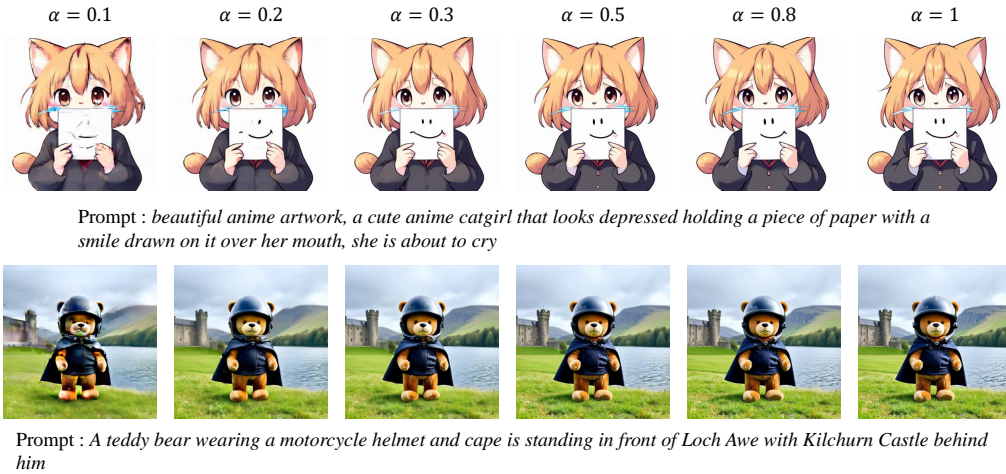 α = 0.1 α = 0.2 α = 0.3 α = 0.5 α = 0.8 α = 1
Prompt : beautiful anime artwork, a cute anime catgirl that looks depressed holding a piece of paper with a
smile drawn on it over her mouth, she is about to cry
Prompt : A teddy bear wearing a motorcycle helmet and cape is standing in front of Loch Awe with Kilchurn Castle behind
him